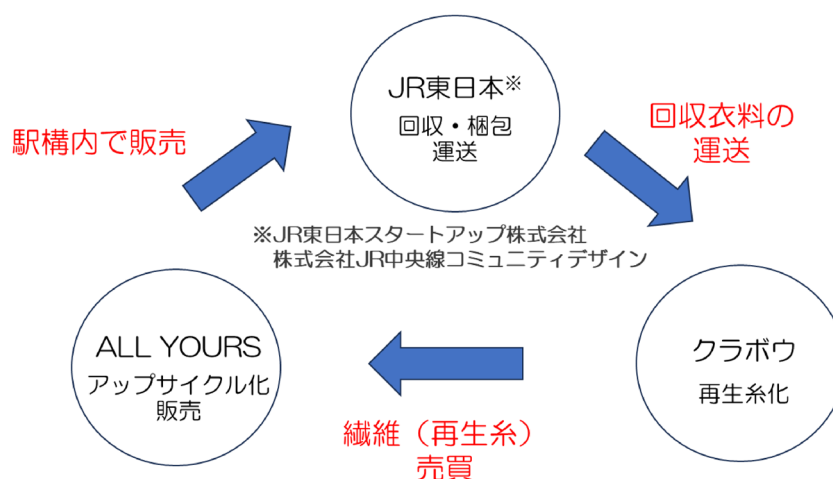 JR東日本※
回収・梱包
運送
駅構内で販売
回収衣料の
運送
※JR東日本スタートアップ株式会社
株式会社JR中央線コミュニティデザイン
ALL YOURS
アップサイクル化
販売
クラボウ
再生糸化
繊維（再生糸）
売買